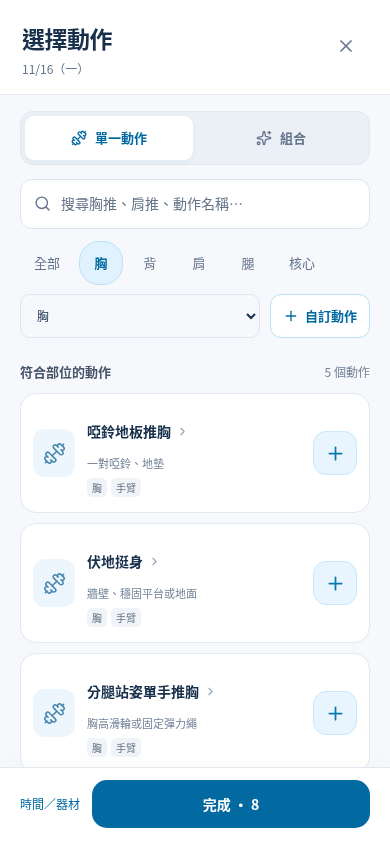 選擇動作
11/16（一）
單一動作
組合
搜尋胸推、肩推、動作名稱…
全部 胸 背 肩 腿 核心
胸
自訂動作
符合部位的動作 5 個動作
啞鈴地板推胸
一對啞鈴、地墊
胸 手臂
伏地挺身
牆壁、穩固平台或地面
胸 手臂
分腿站姿單手推胸
胸高滑輪或固定彈力繩
胸 手臂
時間／器材
完成・8